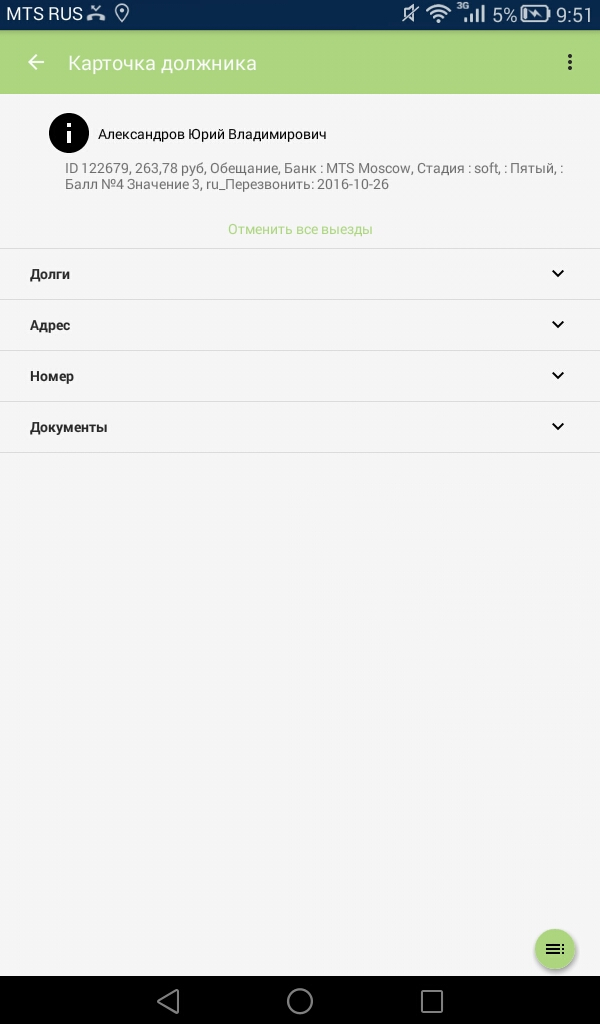 MTS RUS 3G 5% 9:51
Карточка должника
Александров Юрий Владимирович
ID 122679, 263,78 руб, Обещание, Банк : MTS Moscow, Стадия : soft, : Пятый, :
Балл №4 Значение 3, ru_Перезвонить: 2016-10-26
Отменить все выезды
Долги
Адрес
Номер
Документы